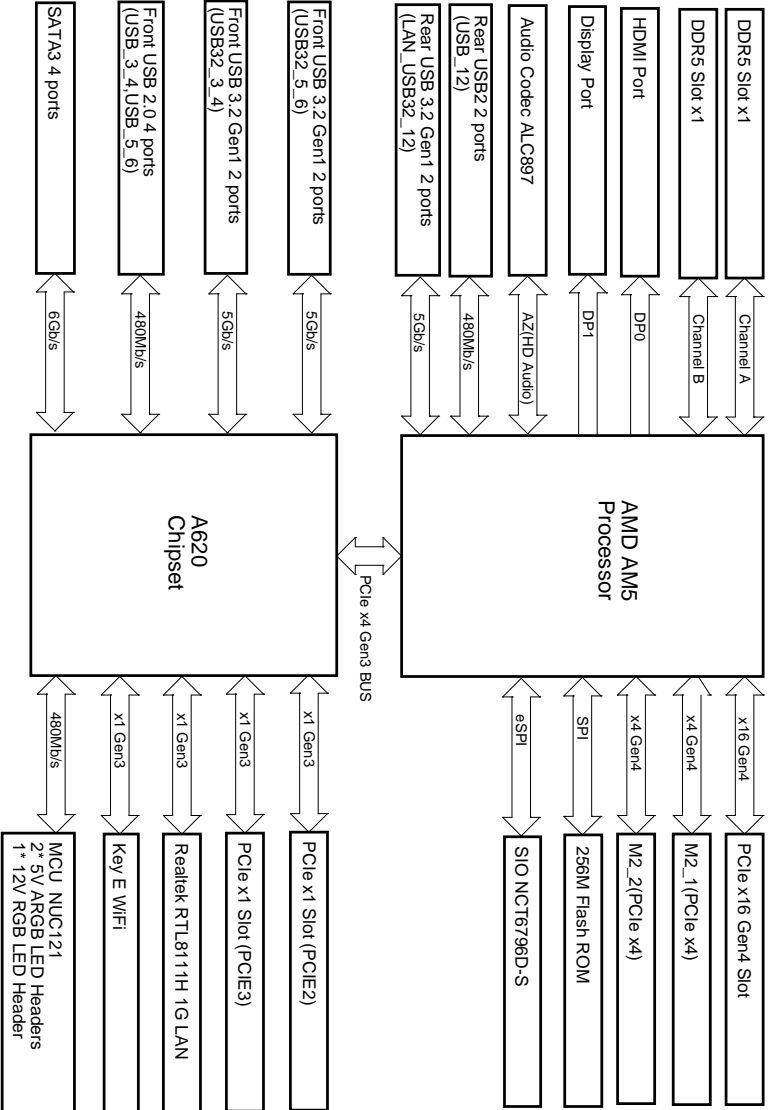 DDR5 Slot x1
Channel A
x16 Gen4
PCIe x16 Gen4 Slot
DDR5 Slot x1
Channel B
x4 Gen4
M2_1(PCIe x4)
HDMI Port
DP0
x4 Gen4
M2_2(PCIe x4)
Display Port
DP1
SPI
256M Flash ROM
AMD AM5
Processor
Audio Codec ALC897
AZ(HD Audio)
eSPI
SIO NCT6796D-S
Rear USB2 2 ports
(USB_12)
480Mb/s
Rear USB 3.2 Gen1 2 ports
(LAN_USB32_12)
5Gb/s
PCIe x4 Gen3 BUS
Front USB 3.2 Gen1 2 ports
(USB32_5_6)
5Gb/s
x1 Gen3
PCIe x1 Slot (PCIE2)
Front USB 3.2 Gen1 2 ports
(USB32_3_4)
5Gb/s
x1 Gen3
PCIe x1 Slot (PCIE3)
A620
Chipset
x1 Gen3
Realtek RTL8111H 1G LAN
Front USB 2.0 4 ports
(USB_3_4,USB_5_6)
480Mb/s
x1 Gen3
Key E WiFi
SATA3 4 ports
6Gb/s
480Mb/s
MCU NUC121
2* 5V ARGB LED Headers
1* 12V RGB LED Header